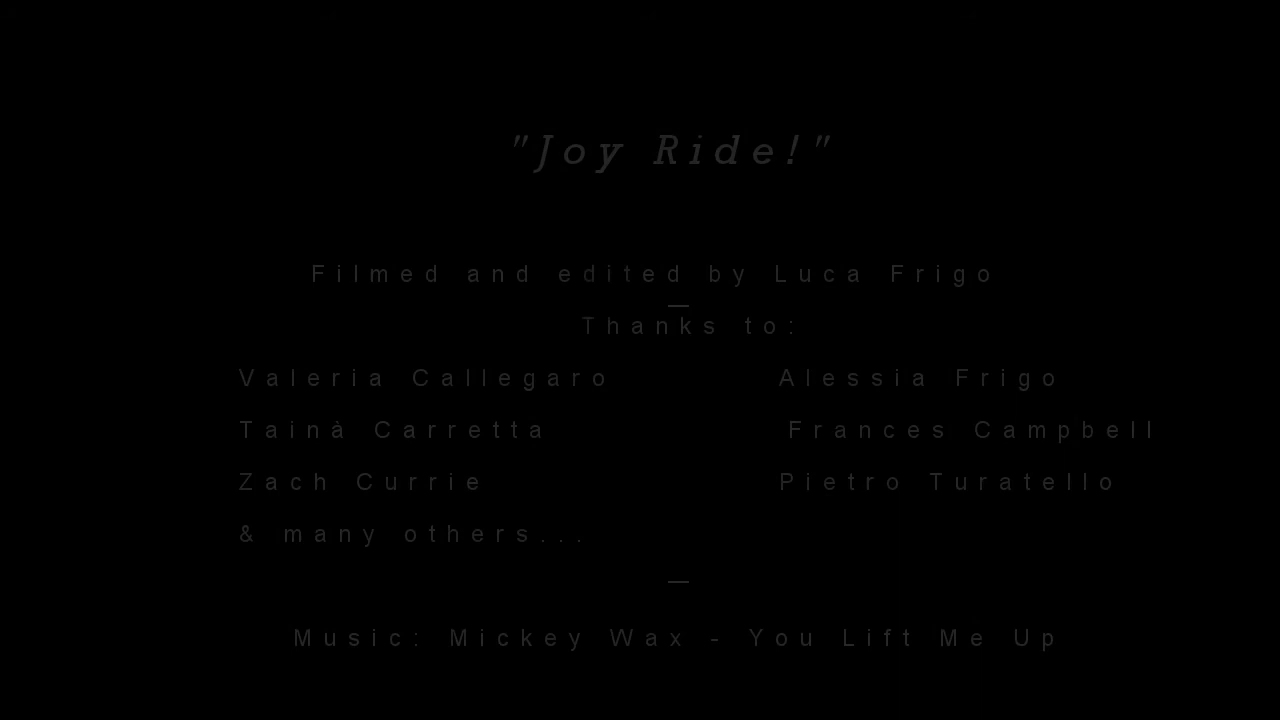 "Joy Ride!"
Filmed and edited by Luca Frigo
—
Thanks to:
Valeria Callegaro Alessia Frigo
Tainà Carretta Frances Campbell
Zach Currie Pietro Turatello
& many others...
—
Music: Mickey Wax - You Lift Me Up